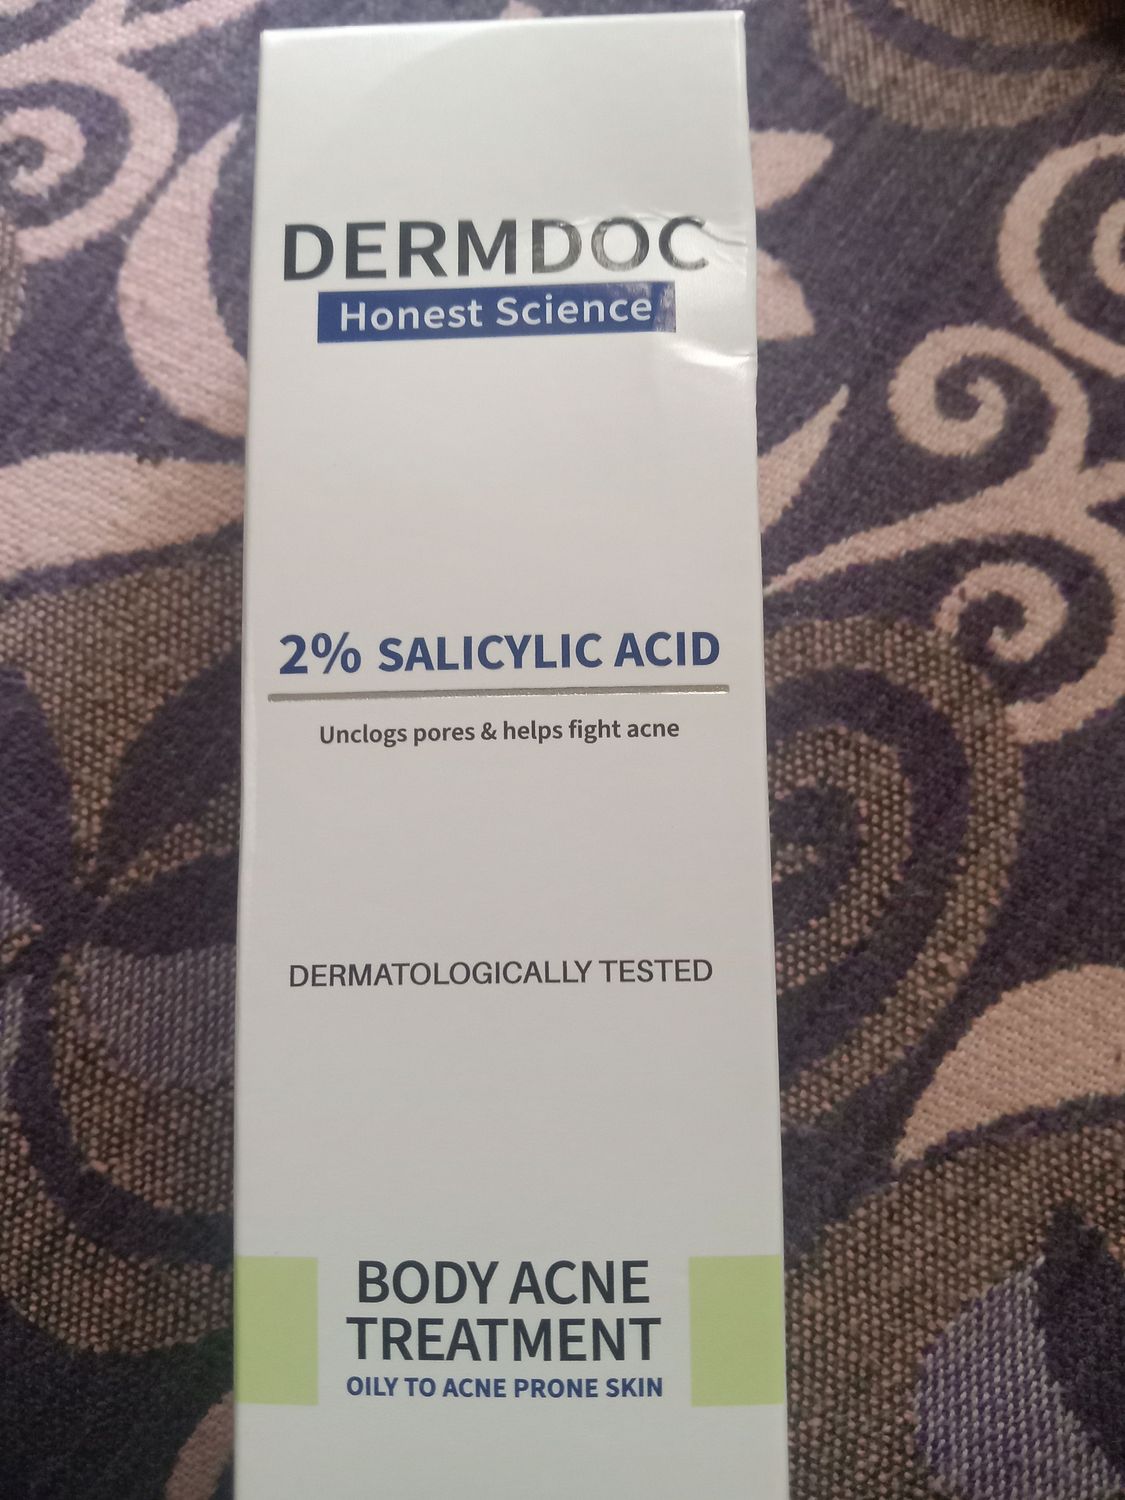 DERMDOC
Honest Science
2% SALICYLIC ACID
Unclogs pores & helps fight acne
DERMATOLOGICALLY TESTED
BODY ACNE
TREATMENT
OILY TO ACNE PRONE SKIN